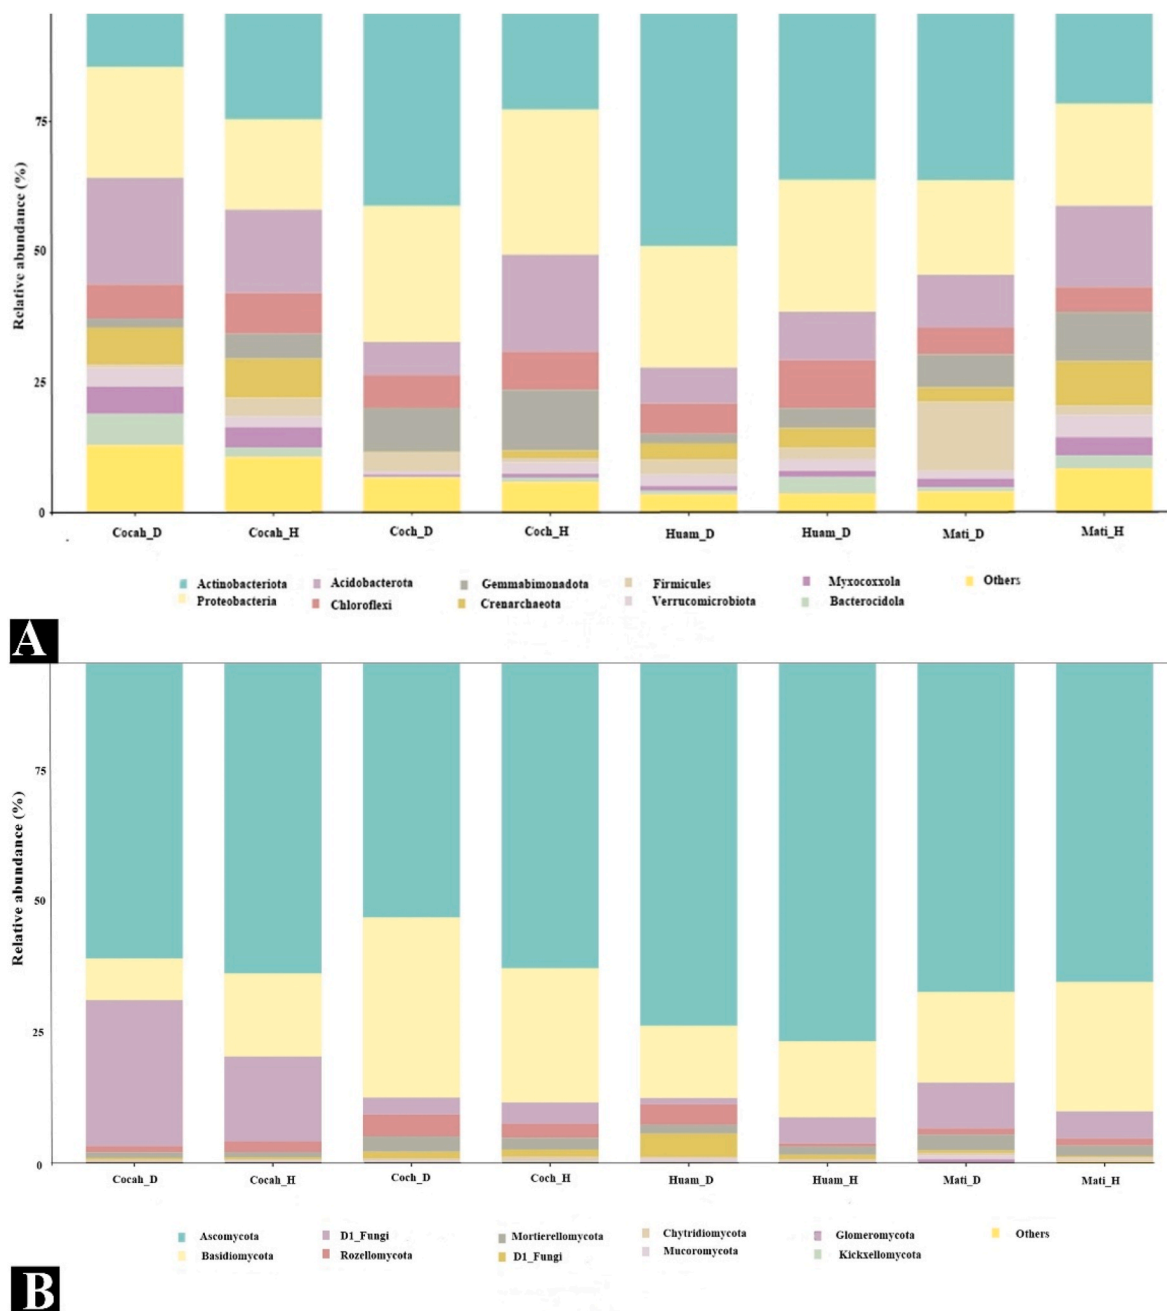 Relative abundance (%)
75
50
25
0
Cocah_D Cocah_H Coch_D Coch_H Huam_D Huam_D Mati_D Mati_H
Actinobacteriota Acidobacterota Gemmabimonadota Firmicules Myxocoxxola Others
Proteobacteria Chloroflexi Crenarchaeota Verrucomicrobiota Bacterocidola
A
Relative abundance (%)
75
50
25
0
Cocah_D Cocah_H Coch_D Coch_H Huam_D Huam_H Mati_D Mati_H
Ascomycota D1_Fungi Mortierellomycota Chytridiomycota Glomeromycota Others
Basidiomycota Rozellomycota D1_Fungi Mucoromycota Kickxellomycota
B